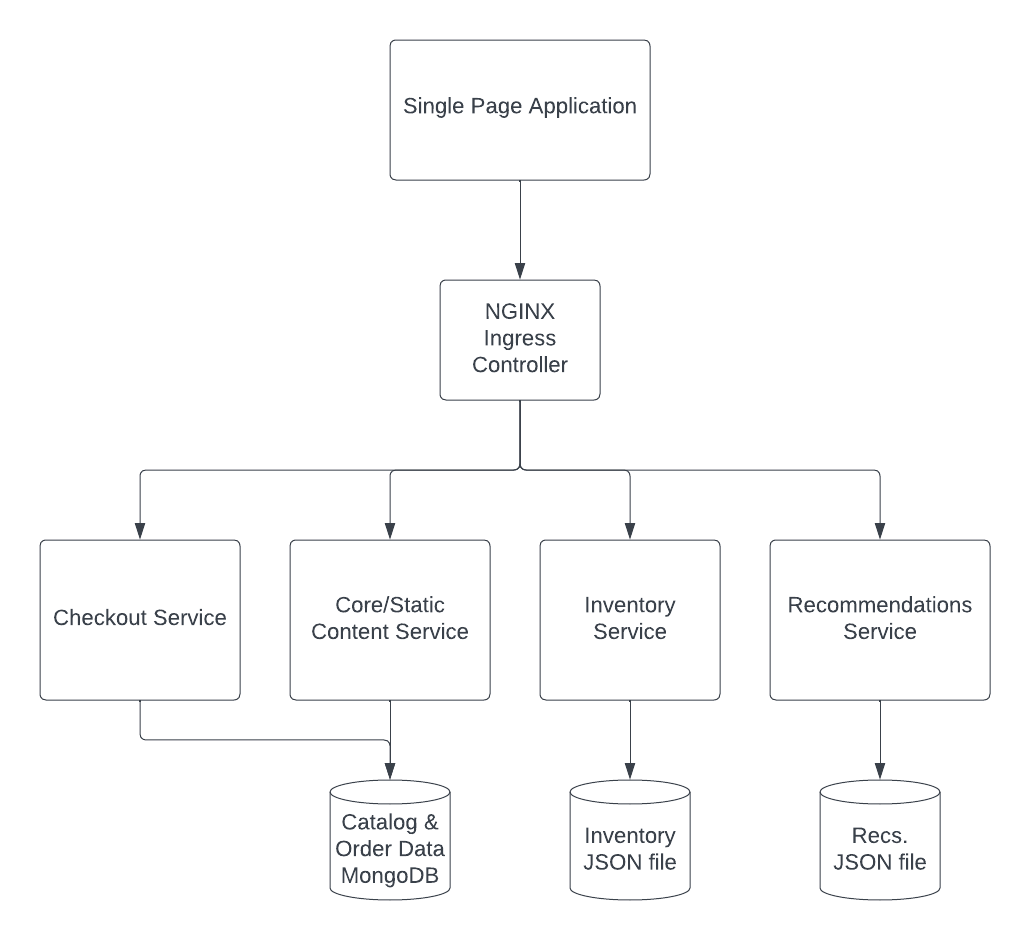 Single Page Application
NGINX
Ingress
Controller
Checkout Service
Core/Static
Content Service
Inventory
Service
Recommendations
Service
Catalog &
Order Data
MongoDB
Inventory
JSON file
Recs.
JSON file